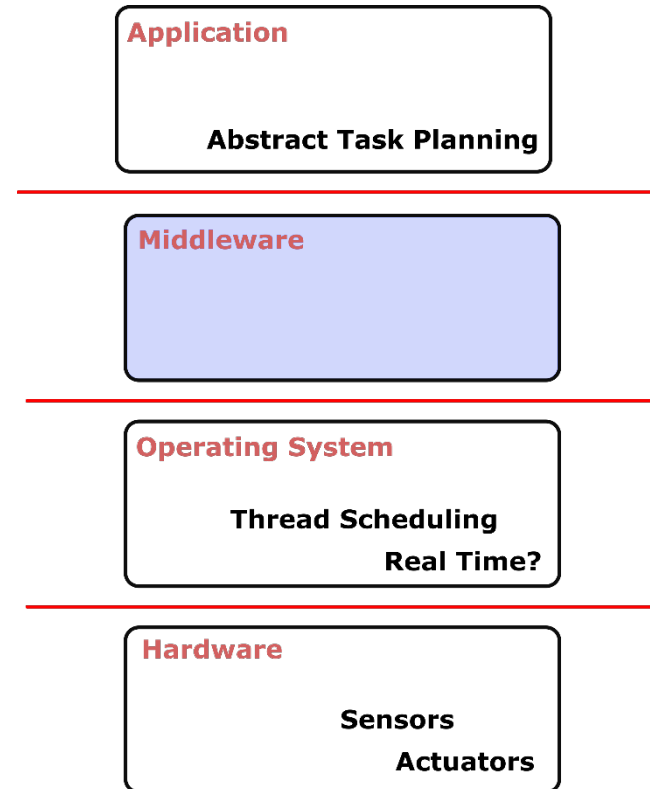 Application
Abstract Task Planning
Middleware
Operating System
Thread Scheduling
Real Time?
Hardware
Sensors
Actuators